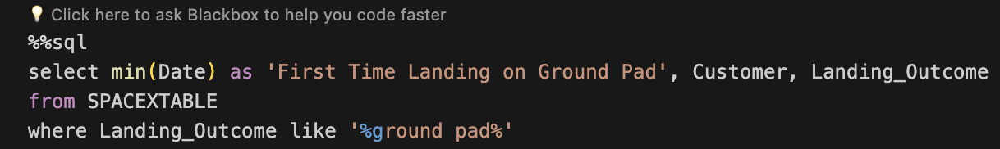 💡 Click here to ask Blackbox to help you code faster
%%sql
select min(Date) as 'First Time Landing on Ground Pad', Customer, Landing_Outcome
from SPACEXTABLE
where Landing_Outcome like '%ground pad%'